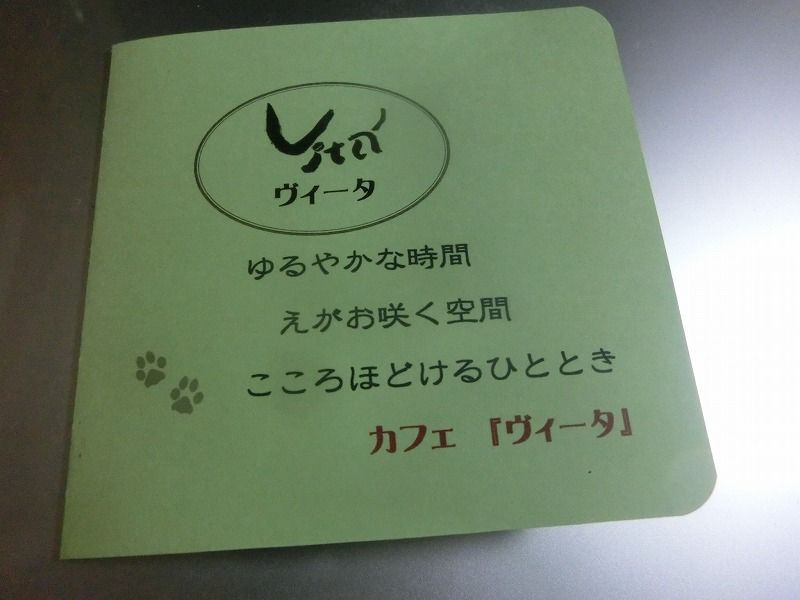 Vita
ヴィータ
ゆるやかな時間
えがお咲く空間
こころほどけるひととき
カフェ 『ヴィータ』